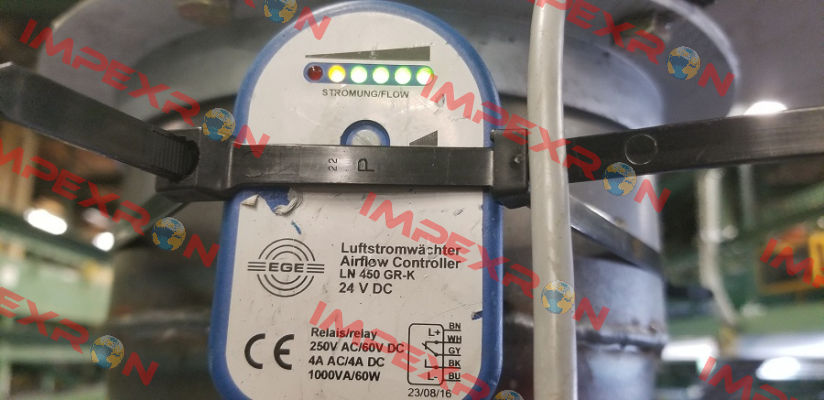 STRÖMUNG/FLOW
22
P
EGE
Luftstromwächter
Airflow Controller
LN 450 GR-K
24 V DC
CE
Relais/relay
250V AC/60V DC
4A AC/4A DC
1000VA/60W
L+ BN
WH
GY
BK
L- BU
23/08/16
IMPEXRON
IMPEXRON
IMPEXRON
IMPEXRON
IMPEXRON
IMPEXRON